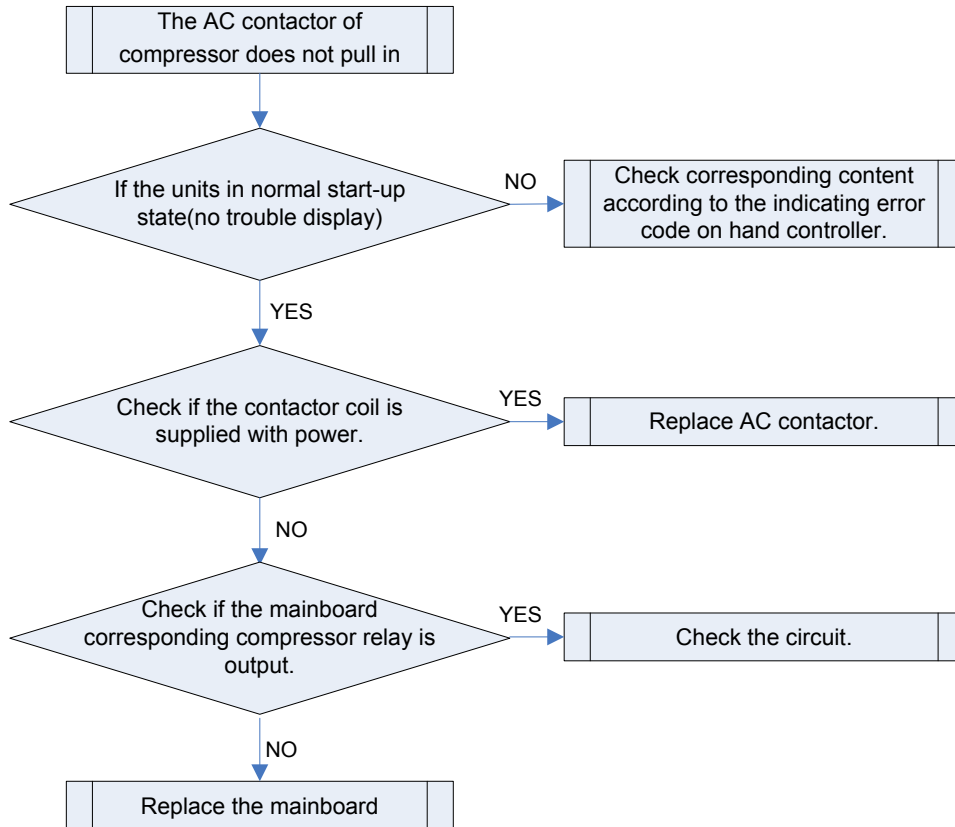 The AC contactor of
compressor does not pull in
If the units in normal start-up
state(no trouble display)
NO
Check corresponding content
according to the indicating error
code on hand controller.
YES
Check if the contactor coil is
supplied with power.
YES
Replace AC contactor.
NO
Check if the mainboard
corresponding compressor relay is
output.
YES
Check the circuit.
NO
Replace the mainboard